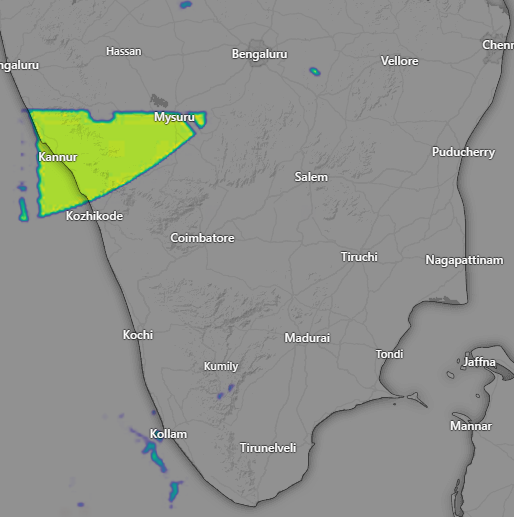 Hassan
Bengaluru
Chenn
ngaluru
Vellore
Mysuru
Kannur
Puducherry
Salem
Kozhikode
Coimbatore
Tiruchi
Nagapattinam
Kochi
Madurai
Tondi
Jaffna
Kumily
Mannar
Kollam
Tirunelveli